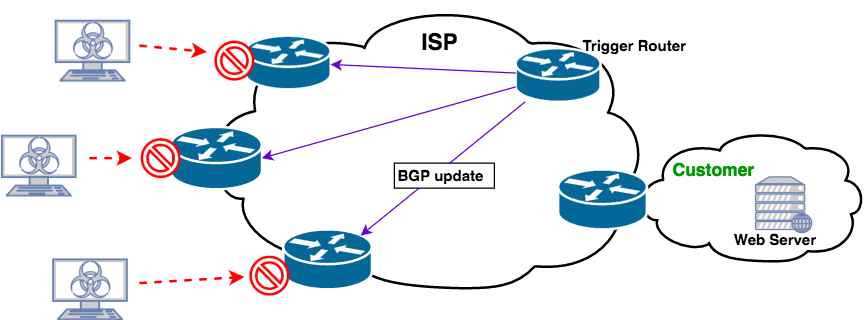 ISP
Trigger Router
BGP update
Customer
Web Server